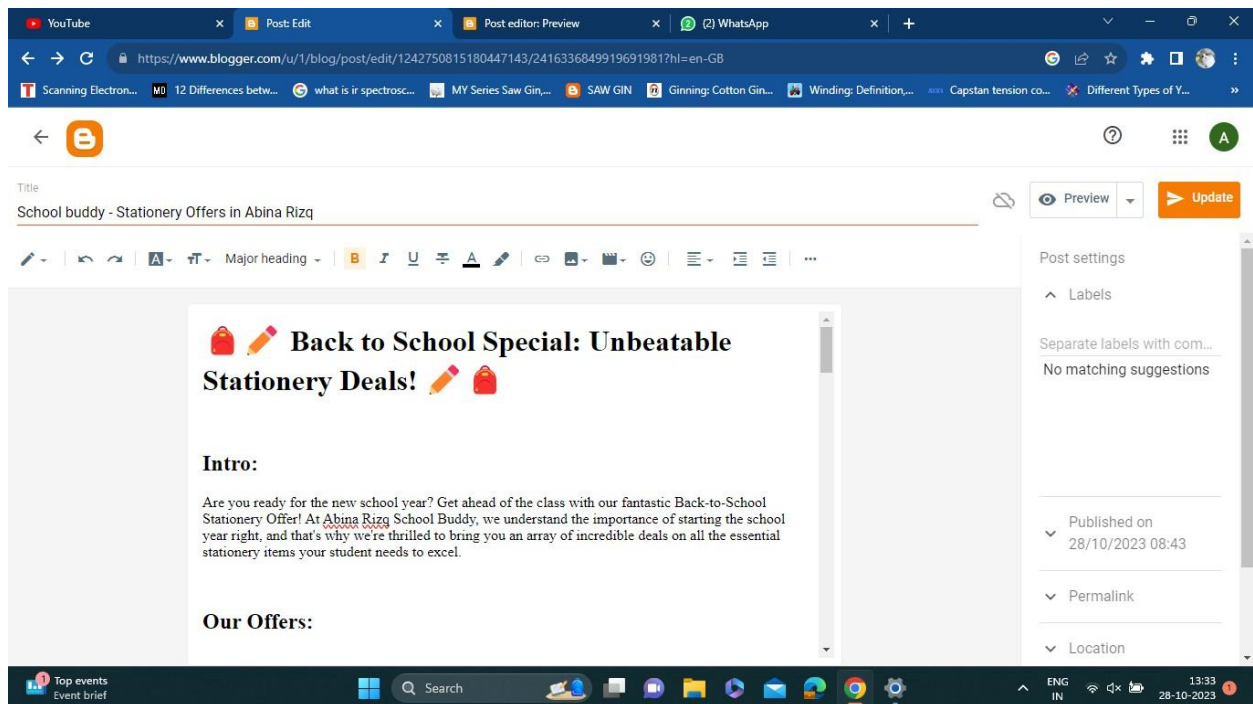 YouTube
Post: Edit
Post editor: Preview
(2) WhatsApp
https://www.blogger.com/u/1/blog/post/edit/1242750815180447143/2416336849919691981?hl=en-GB
Scanning Electron...
12 Differences betw...
what is ir spectrosc...
MY Series Saw Gin,...
SAW GIN
Ginning: Cotton Gin...
Winding: Definition,...
Capstan tension co...
Different Types of Y...
A
Title
School buddy - Stationery Offers in Abina Rizq
Preview
Update
Major heading
B I U A
Post settings
Labels
Separate labels with com...
No matching suggestions
Published on
28/10/2023 08:43
Permalink
Location
Back to School Special: Unbeatable
Stationery Deals!
Intro:
Are you ready for the new school year? Get ahead of the class with our fantastic Back-to-School
Stationery Offer! At Abina Rizq School Buddy, we understand the importance of starting the school
year right, and that's why we're thrilled to bring you an array of incredible deals on all the essential
stationery items your student needs to excel.
Our Offers:
Top events
Event brief
Search
ENG
IN
13:33
28-10-2023